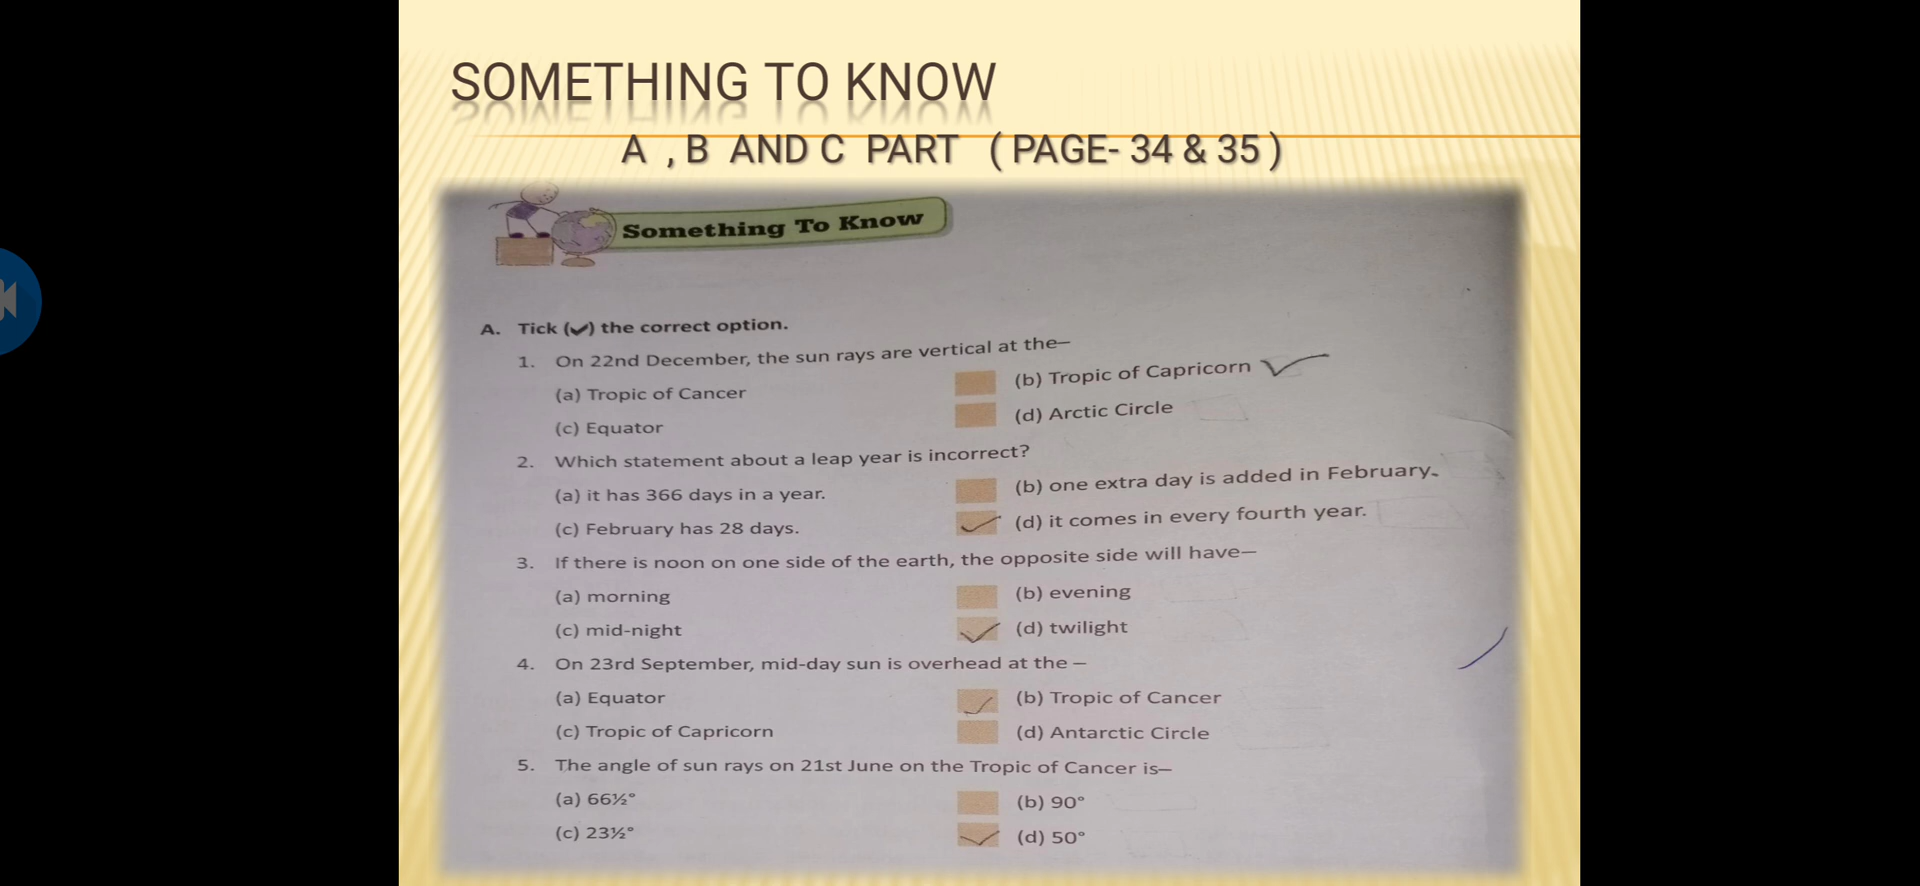 SOMETHING TO KNOW
A , B AND C PART ( PAGE- 34 & 35 )
Something To Know
A. Tick (✔) the correct option.
1. On 22nd December, the sun rays are vertical at the—
(a) Tropic of Cancer (b) Tropic of Capricorn ✓
(c) Equator (d) Arctic Circle
2. Which statement about a leap year is incorrect?
(a) it has 366 days in a year. (b) one extra day is added in February.
(c) February has 28 days. ✓ (d) it comes in every fourth year.
3. If there is noon on one side of the earth, the opposite side will have—
(a) morning (b) evening
(c) mid-night ✓ (d) twilight
4. On 23rd September, mid-day sun is overhead at the —
(a) Equator ✓ (b) Tropic of Cancer
(c) Tropic of Capricorn (d) Antarctic Circle
5. The angle of sun rays on 21st June on the Tropic of Cancer is—
(a) 66½° (b) 90°
(c) 23½° ✓ (d) 50°